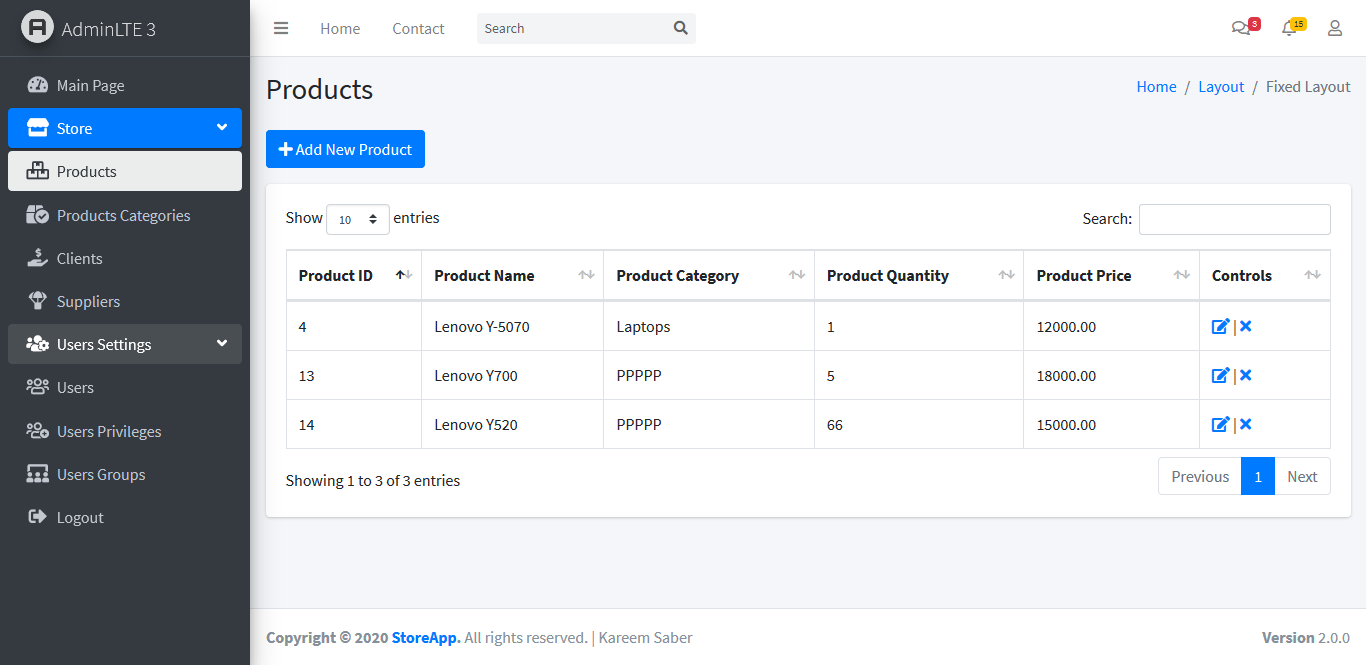 AdminLTE 3
Home
Contact
Search
3
15
Main Page
Store
Products
Products Categories
Clients
Suppliers
Users Settings
Users
Users Privileges
Users Groups
Logout
Products
Home / Layout / Fixed Layout
Add New Product
Show 10 entries
Search:
Product ID Product Name Product Category Product Quantity Product Price Controls
4 Lenovo Y-5070 Laptops 1 12000.00 |
13 Lenovo Y700 PPPPP 5 18000.00 |
14 Lenovo Y520 PPPPP 66 15000.00 |
Showing 1 to 3 of 3 entries
Previous 1 Next
Copyright © 2020 StoreApp. All rights reserved. | Kareem Saber
Version 2.0.0